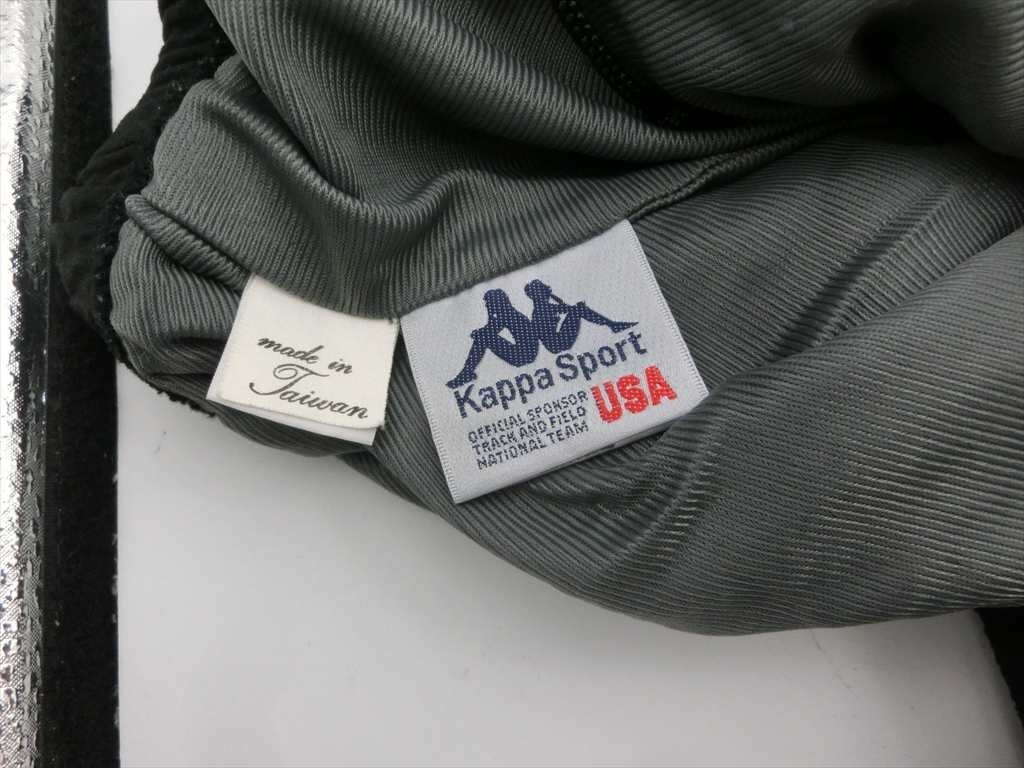 made in
Taiwan
Kappa Sport
OFFICIAL SPONSOR
TRACK AND FIELD
NATIONAL TEAM
USA